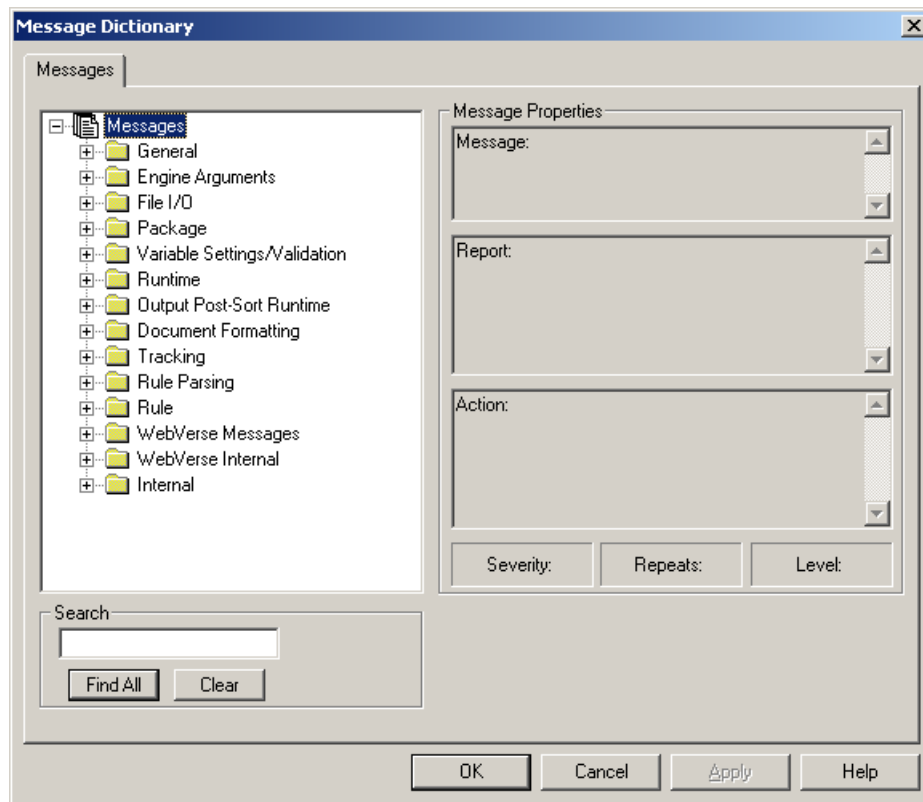 Message Dictionary
Messages
Messages
General
Engine Arguments
File I/O
Package
Variable Settings/Validation
Runtime
Output Post-Sort Runtime
Document Formatting
Tracking
Rule Parsing
Rule
WebVerse Messages
WebVerse Internal
Internal
Search
Find All Clear
Message Properties
Message:
Report:
Action:
Severity: Repeats: Level:
OK Cancel Apply Help